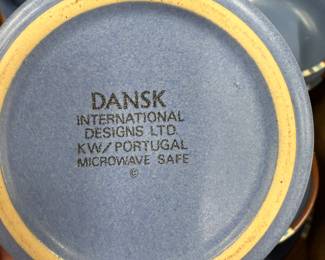 DANSK
INTERNATIONAL
DESIGNS LTD.
KW/PORTUGAL
MICROWAVE SAFE
©